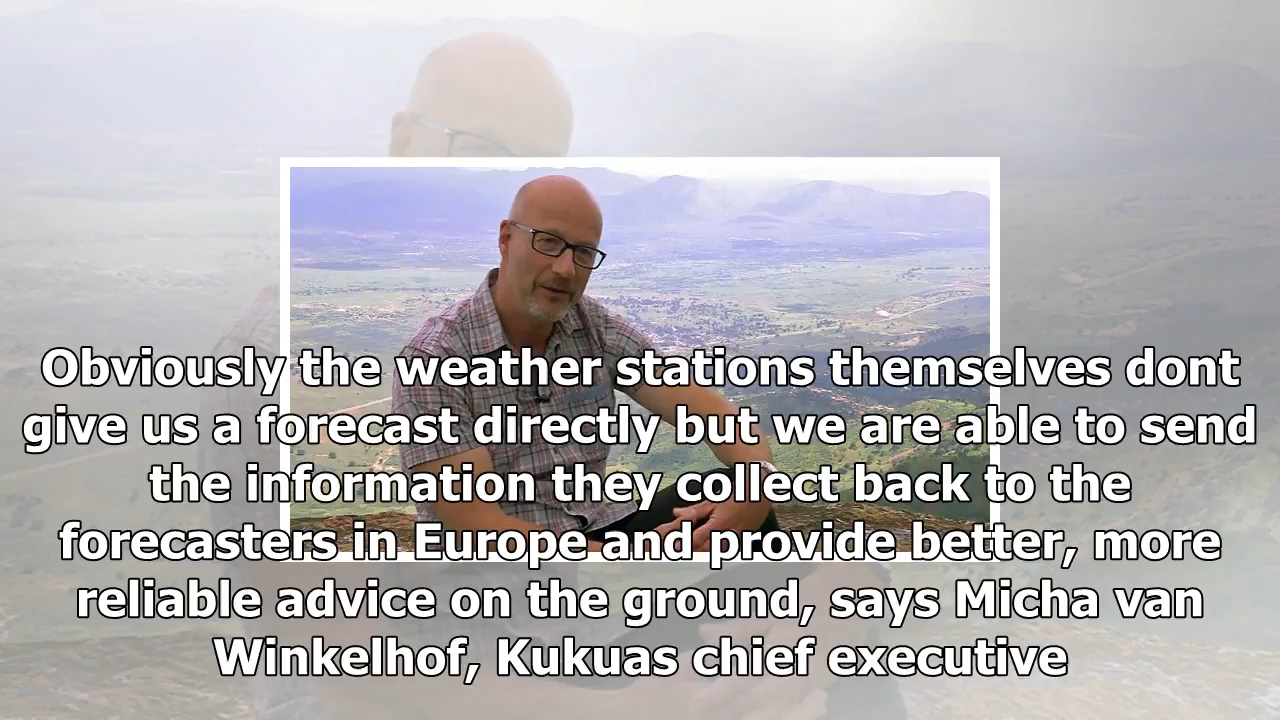 Obviously the weather stations themselves dont
give us a forecast directly but we are able to send
the information they collect back to the
forecasters in Europe and provide better, more
reliable advice on the ground, says Micha van
Winkelhof, Kukuas chief executive